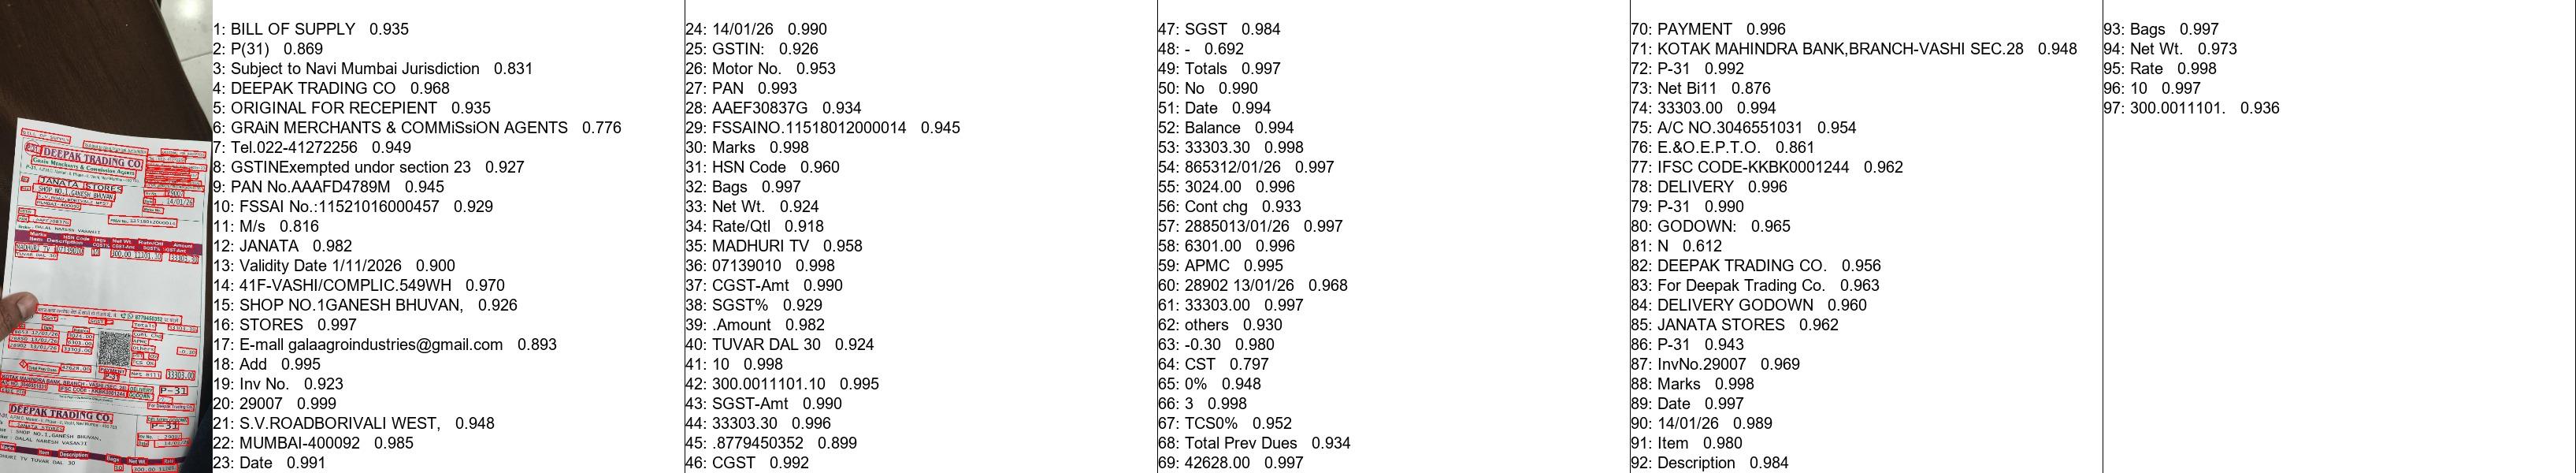 DEEPAK TRADING CO.
Grain Merchants & Commission Agents
JANATA STORES
SHOP NO.1,GANESH BHUVAN,
14/01/26
TUVAR DAL 30
P-31
DEEPAK TRADING CO.
P-31
1: BILL OF SUPPLY 0.935
2: P(31) 0.869
3: Subject to Navi Mumbai Jurisdiction 0.831
4: DEEPAK TRADING CO 0.968
5: ORIGINAL FOR RECEPIENT 0.935
6: GRAiN MERCHANTS & COMMiSsiON AGENTS 0.776
7: Tel.022-41272256 0.949
8: GSTINExempted undor section 23 0.927
9: PAN No.AAAFD4789M 0.945
10: FSSAI No.:11521016000457 0.929
11: M/s 0.816
12: JANATA 0.982
13: Validity Date 1/11/2026 0.900
14: 41F-VASHI/COMPLIC.549WH 0.970
15: SHOP NO.1GANESH BHUVAN, 0.926
16: STORES 0.997
17: E-mall galaagroindustries@gmail.com 0.893
18: Add 0.995
19: Inv No. 0.923
20: 29007 0.999
21: S.V.ROADBORIVALI WEST, 0.948
22: MUMBAI-400092 0.985
23: Date 0.991
24: 14/01/26 0.990
25: GSTIN: 0.926
26: Motor No. 0.953
27: PAN 0.993
28: AAEF30837G 0.934
29: FSSAINO.11518012000014 0.945
30: Marks 0.998
31: HSN Code 0.960
32: Bags 0.997
33: Net Wt. 0.924
34: Rate/Qtl 0.918
35: MADHURI TV 0.958
36: 07139010 0.998
37: CGST-Amt 0.990
38: SGST% 0.929
39: .Amount 0.982
40: TUVAR DAL 30 0.924
41: 10 0.998
42: 300.0011101.10 0.995
43: SGST-Amt 0.990
44: 33303.30 0.996
45: .8779450352 0.899
46: CGST 0.992
47: SGST 0.984
48: - 0.692
49: Totals 0.997
50: No 0.990
51: Date 0.994
52: Balance 0.994
53: 33303.30 0.998
54: 865312/01/26 0.997
55: 3024.00 0.996
56: Cont chg 0.933
57: 2885013/01/26 0.997
58: 6301.00 0.996
59: APMC 0.995
60: 28902 13/01/26 0.968
61: 33303.00 0.997
62: others 0.930
63: -0.30 0.980
64: CST 0.797
65: 0% 0.948
66: 3 0.998
67: TCS0% 0.952
68: Total Prev Dues 0.934
69: 42628.00 0.997
70: PAYMENT 0.996
71: KOTAK MAHINDRA BANK,BRANCH-VASHI SEC.28 0.948
72: P-31 0.992
73: Net Bi11 0.876
74: 33303.00 0.994
75: A/C NO.3046551031 0.954
76: E.&O.E.P.T.O. 0.861
77: IFSC CODE-KKBK0001244 0.962
78: DELIVERY 0.996
79: P-31 0.990
80: GODOWN: 0.965
81: N 0.612
82: DEEPAK TRADING CO. 0.956
83: For Deepak Trading Co. 0.963
84: DELIVERY GODOWN 0.960
85: JANATA STORES 0.962
86: P-31 0.943
87: InvNo.29007 0.969
88: Marks 0.998
89: Date 0.997
90: 14/01/26 0.989
91: Item 0.980
92: Description 0.984
93: Bags 0.997
94: Net Wt. 0.973
95: Rate 0.998
96: 10 0.997
97: 300.0011101. 0.936